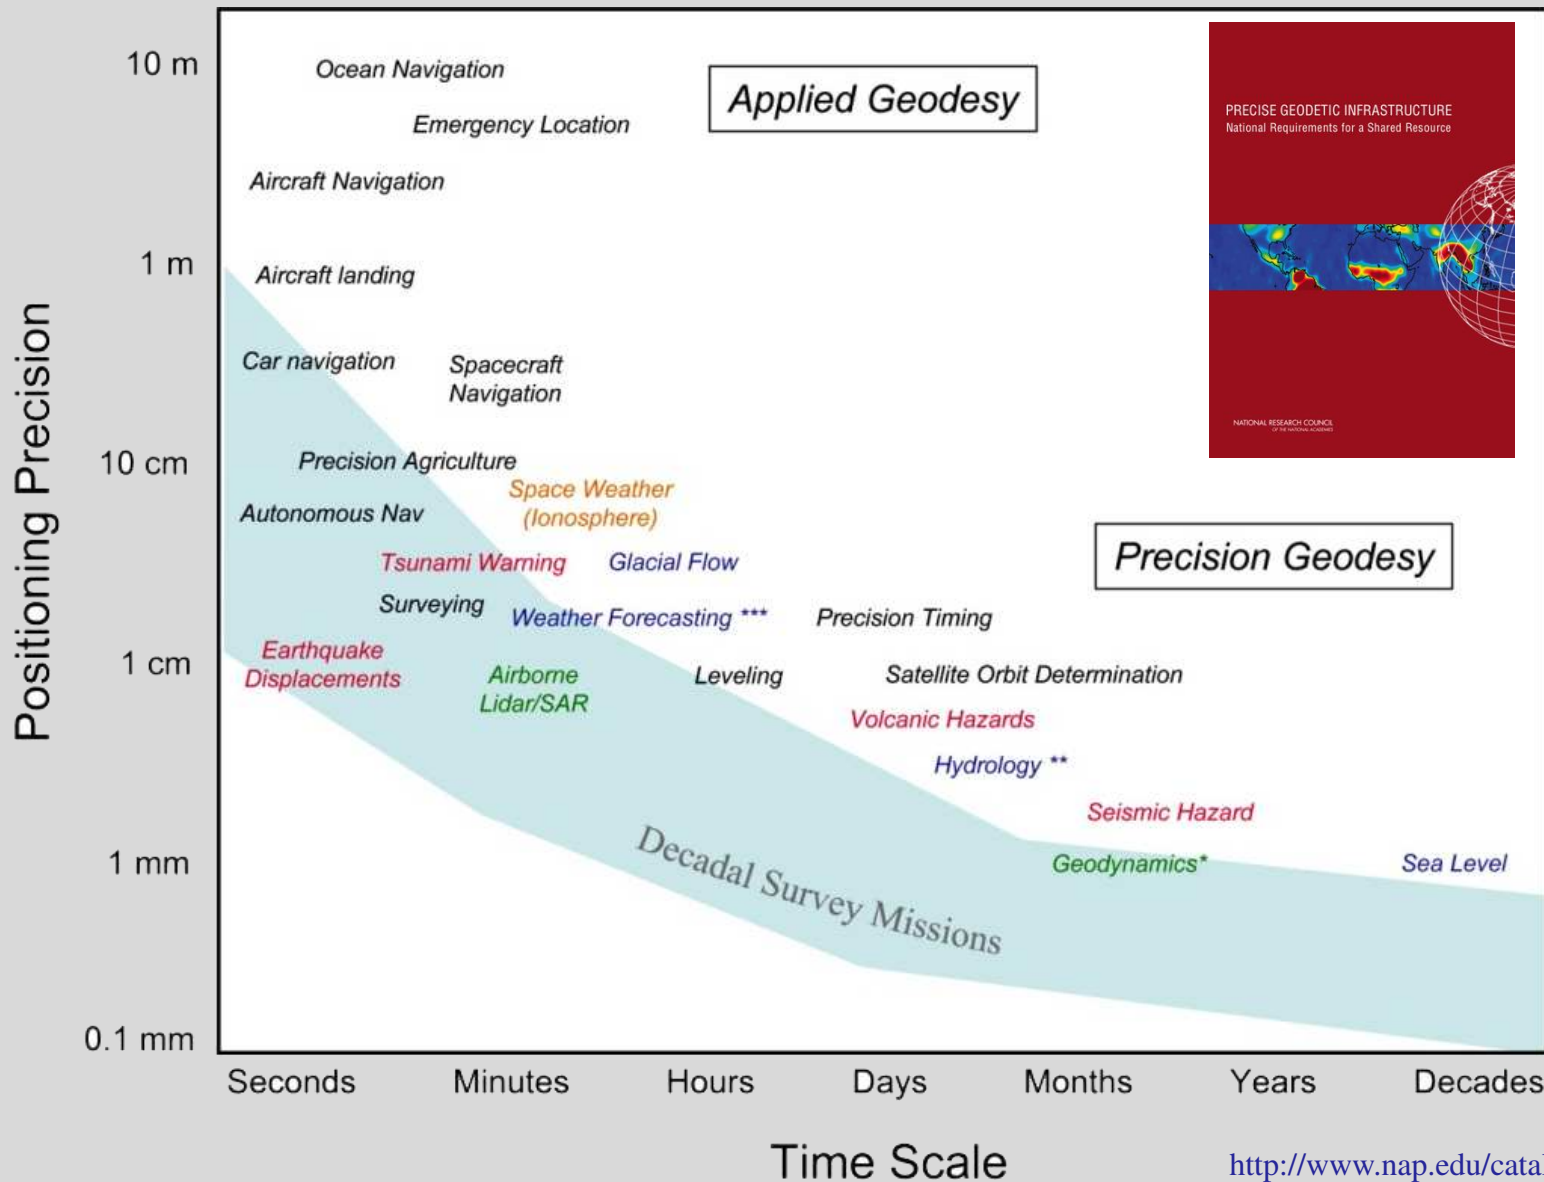 10 m
Ocean Navigation
Applied Geodesy
Emergency Location
Aircraft Navigation
PRECISE GEODETIC INFRASTRUCTURE
National Requirements for a Shared Resource
NATIONAL RESEARCH COUNCIL
OF THE NATIONAL ACADEMIES
1 m
Aircraft landing
Car navigation
Spacecraft
Navigation
Positioning Precision
10 cm
Precision Agriculture
Space Weather
(Ionosphere)
Autonomous Nav
Tsunami Warning
Glacial Flow
Precision Geodesy
Surveying
Weather Forecasting ***
Precision Timing
1 cm
Earthquake
Displacements
Airborne
Lidar/SAR
Leveling
Satellite Orbit Determination
Volcanic Hazards
Hydrology **
Seismic Hazard
1 mm
Geodynamics*
Sea Level
Decadal Survey Missions
0.1 mm
Seconds Minutes Hours Days Months Years Decades
Time Scale
http://www.nap.edu/catal